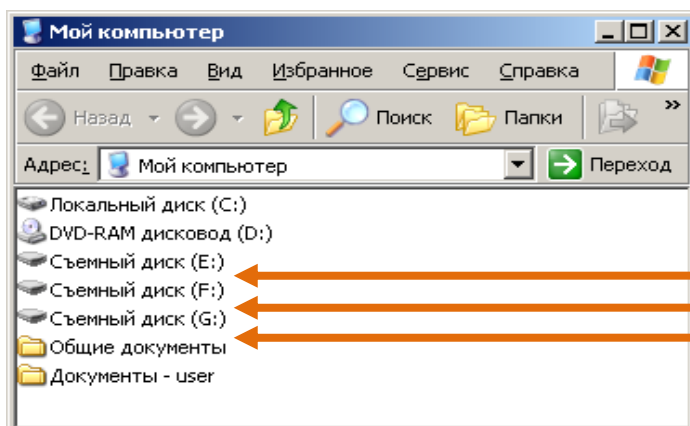 Мой компьютер
Файл Правка Вид Избранное Сервис Справка
Назад Поиск Папки »
Адрес: Мой компьютер Переход
Локальный диск (C:)
DVD-RAM дисковод (D:)
Съемный диск (E:)
Съемный диск (F:)
Съемный диск (G:)
Общие документы
Документы - user